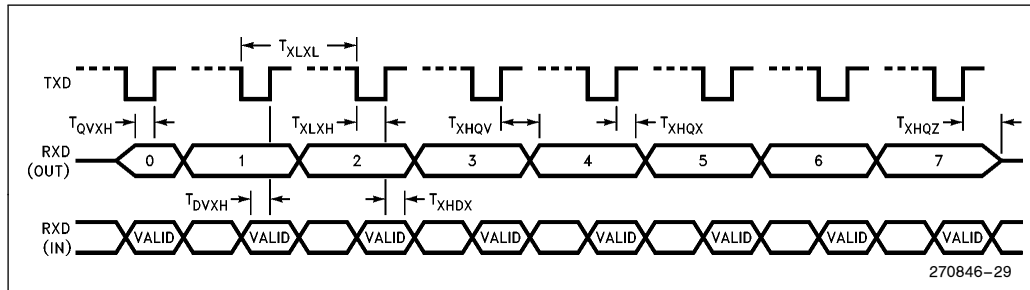 T_XLXL
TXD
T_QVXH T_XLXH T_XHQV T_XHQX T_XHQZ
RXD
(OUT)
0 1 2 3 4 5 6 7
T_DVXH T_XHDX
RXD
(IN)
VALID VALID VALID VALID VALID VALID VALID VALID
270846–29